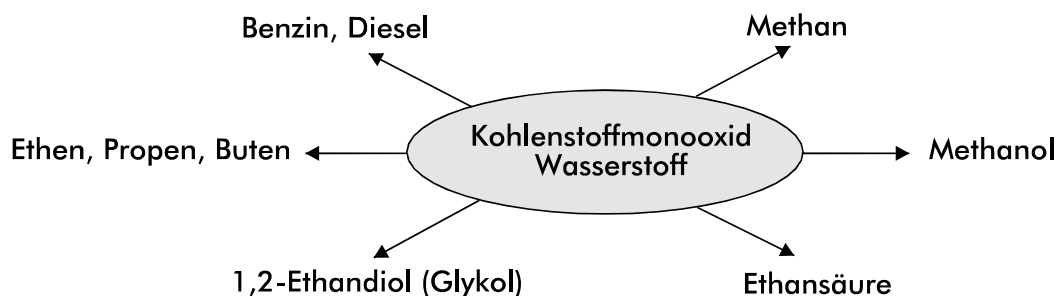 Benzin, Diesel
Methan
Ethen, Propen, Buten
Kohlenstoffmonooxid
Wasserstoff
Methanol
1,2-Ethandiol (Glykol)
Ethansäure